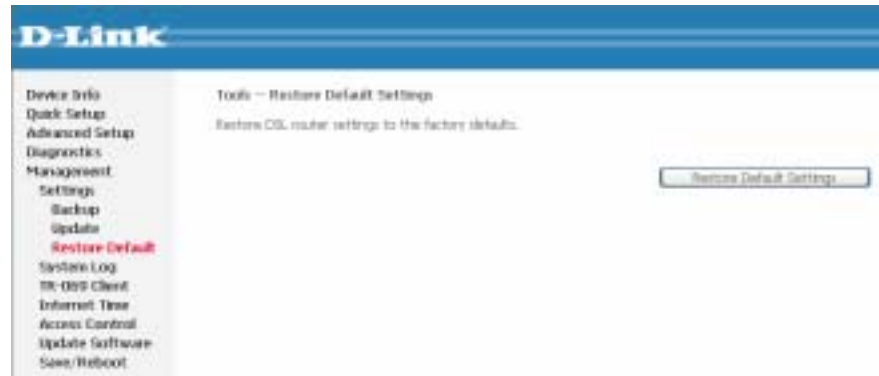 D-Link
Device Info
Quick Setup
Advanced Setup
Diagnostics
Management
Settings
Backup
Update
Restore Default
System Log
TR-069 Client
Internet Time
Access Control
Update Software
Save/Reboot
Tools -- Restore Default Settings
Restore DSL router settings to the factory defaults.
Restore Default Settings